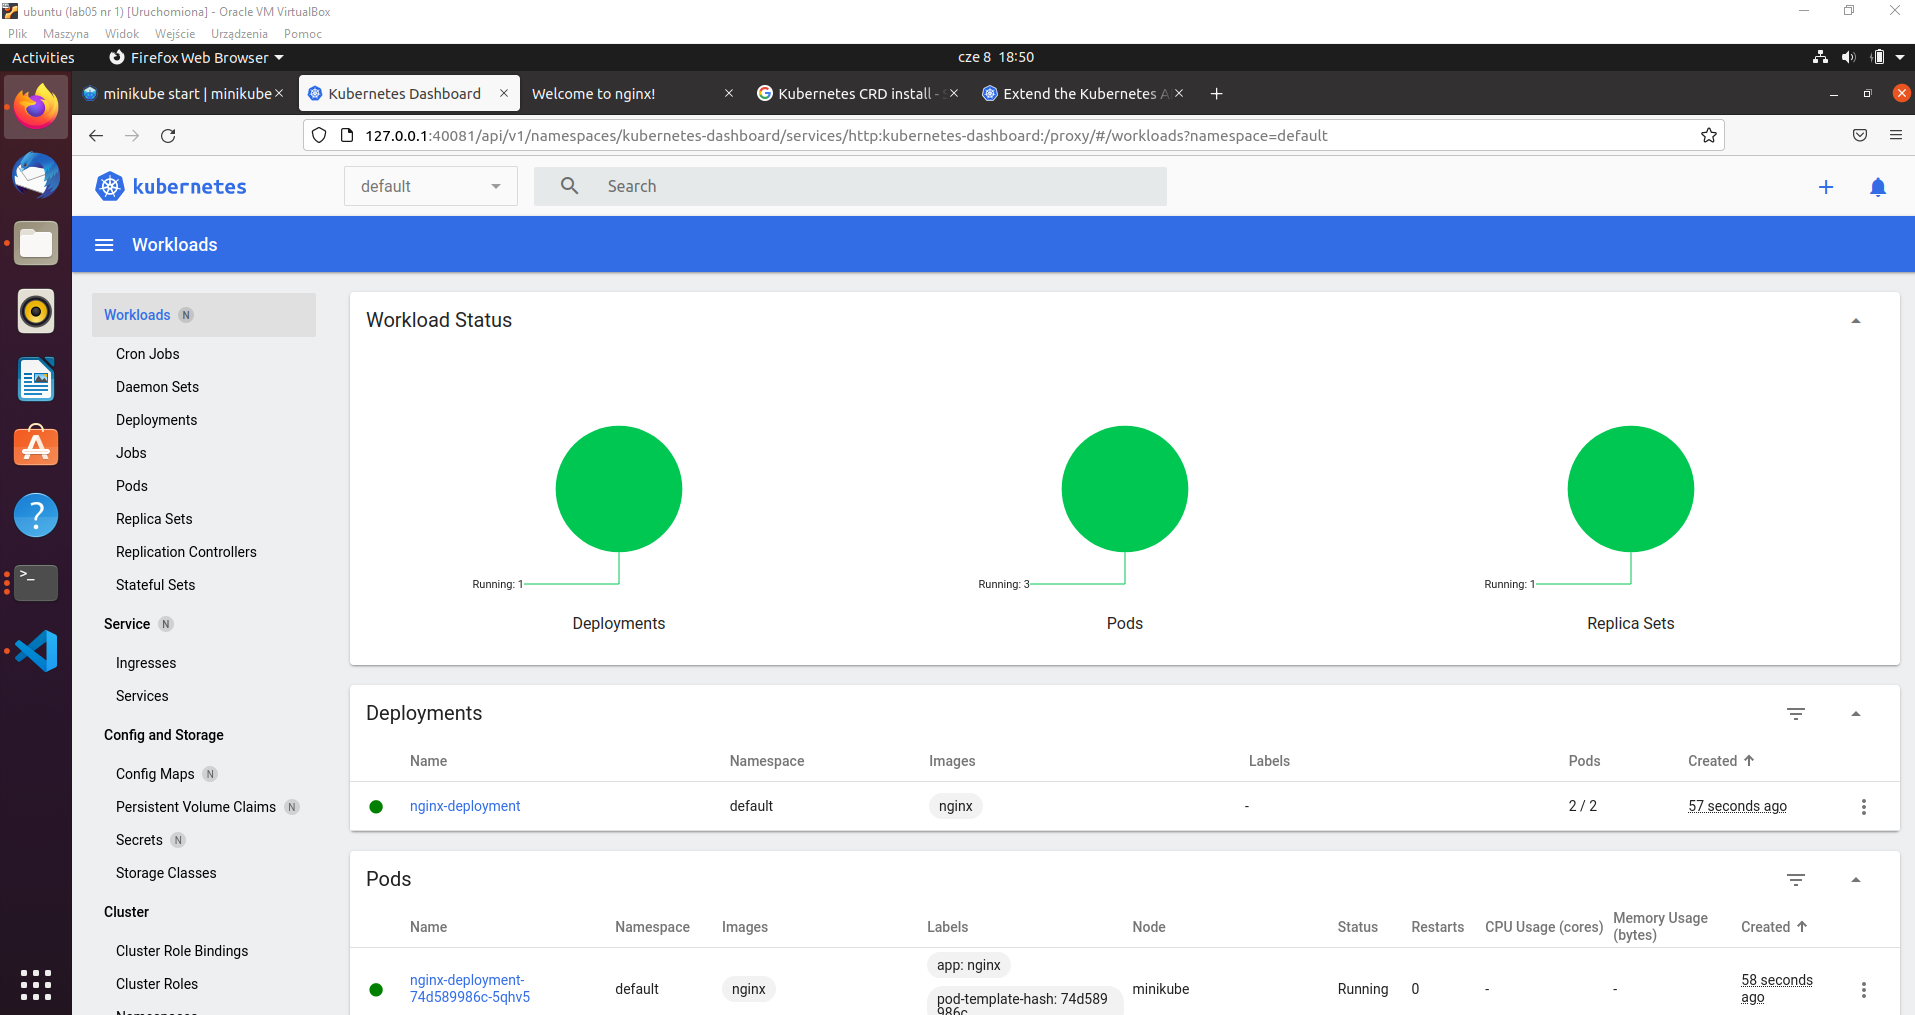 ubuntu (lab05 nr 1) [Uruchomiona] - Oracle VM VirtualBox
Plik Maszyna Widok Wejście Urządzenia Pomoc
Activities Firefox Web Browser cze 8 18:50
minikube start | minikube Kubernetes Dashboard Welcome to nginx! Kubernetes CRD install - Extend the Kubernetes
127.0.0.1:40081/api/v1/namespaces/kubernetes-dashboard/services/http:kubernetes-dashboard:/proxy/#/workloads?namespace=default
kubernetes default Search
Workloads
Workloads N
Cron Jobs
Daemon Sets
Deployments
Jobs
Pods
Replica Sets
Replication Controllers
Stateful Sets
Service N
Ingresses
Services
Config and Storage
Config Maps N
Persistent Volume Claims N
Secrets N
Storage Classes
Cluster
Cluster Role Bindings
Cluster Roles
Workload Status
Running: 1 Running: 3 Running: 1
Deployments Pods Replica Sets
Deployments
Name Namespace Images Labels Pods Created
nginx-deployment default nginx - 2 / 2 57 seconds ago
Pods
Name Namespace Images Labels Node Status Restarts CPU Usage (cores) Memory Usage (bytes) Created
nginx-deployment-
74d589986c-5qhv5 default nginx app: nginx
pod-template-hash: 74d589
986c minikube Running 0 - - 58 seconds
ago